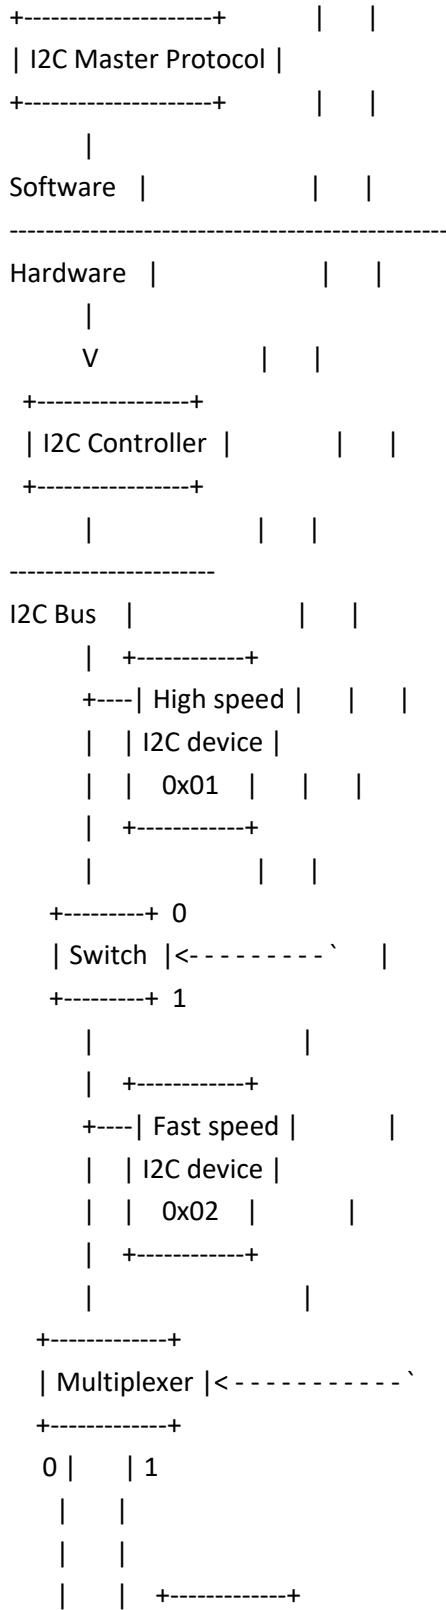 +---------------------+ | |
| I2C Master Protocol |
+---------------------+ | |
|
Software | | |
-------------------------------------------------
Hardware | | |
|
V | |
+-----------------+
| I2C Controller | | |
+-----------------+
| | |
-----------------------
I2C Bus | | |
| +------------+
+----| High speed | | |
| | I2C device |
| | 0x01 | | |
| +------------+
| | |
+---------+ 0
| Switch |<- - - - - - - - - ` |
+---------+ 1
| |
| +------------+
+----| Fast speed | |
| | I2C device |
| | 0x02 | |
| +------------+
| |
+-------------+
| Multiplexer |< - - - - - - - - - - - `
+-------------+
0 | | 1
| |
| |
| | +-------------+